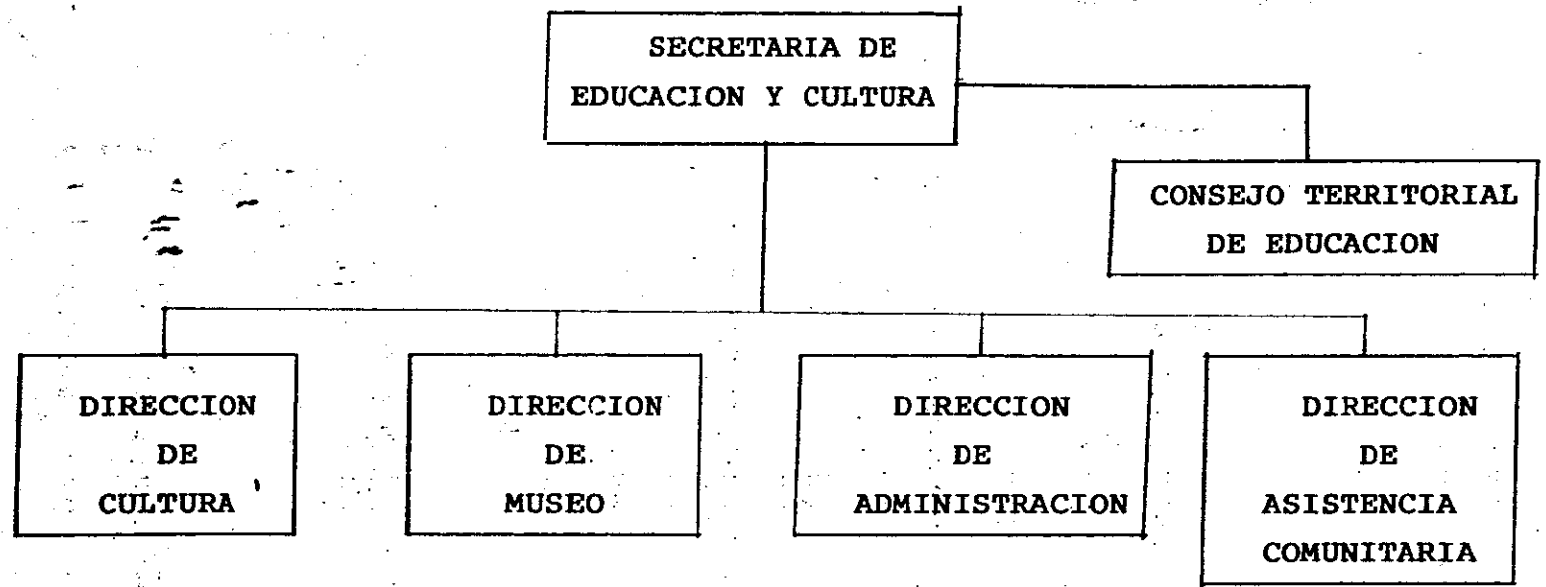 SECRETARIA DE
EDUCACION Y CULTURA
CONSEJO TERRITORIAL
DE EDUCACION
DIRECCION
DE
CULTURA
DIRECCION
DE
MUSEO
DIRECCION
DE
ADMINISTRACION
DIRECCION
DE
ASISTENCIA
COMUNITARIA